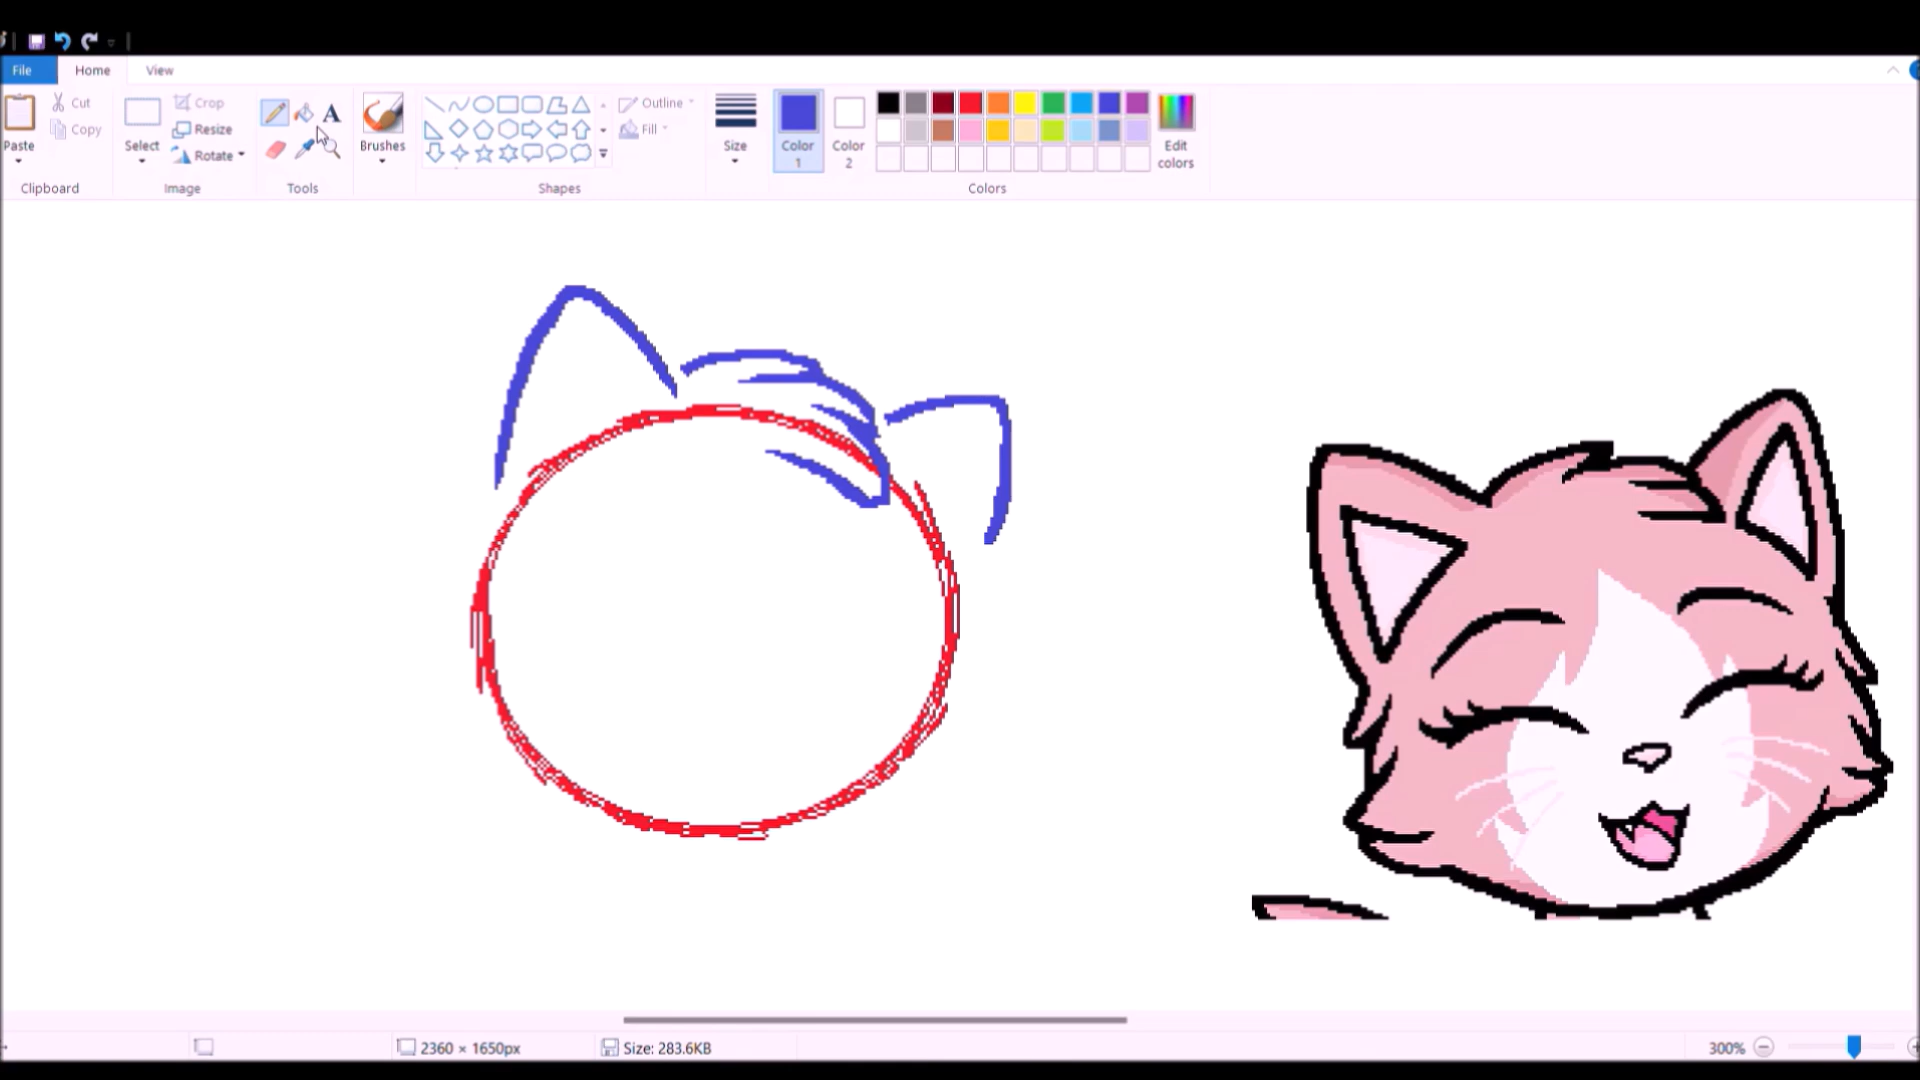 File Home View
Cut
Copy
Paste
Clipboard
Select
Crop
Resize
Rotate
Image
A
Tools
Brushes
Shapes
Outline
Fill
Size
Color
1
Color
2
Colors
Edit
colors
2360 × 1650px
Size: 283.6KB
300%